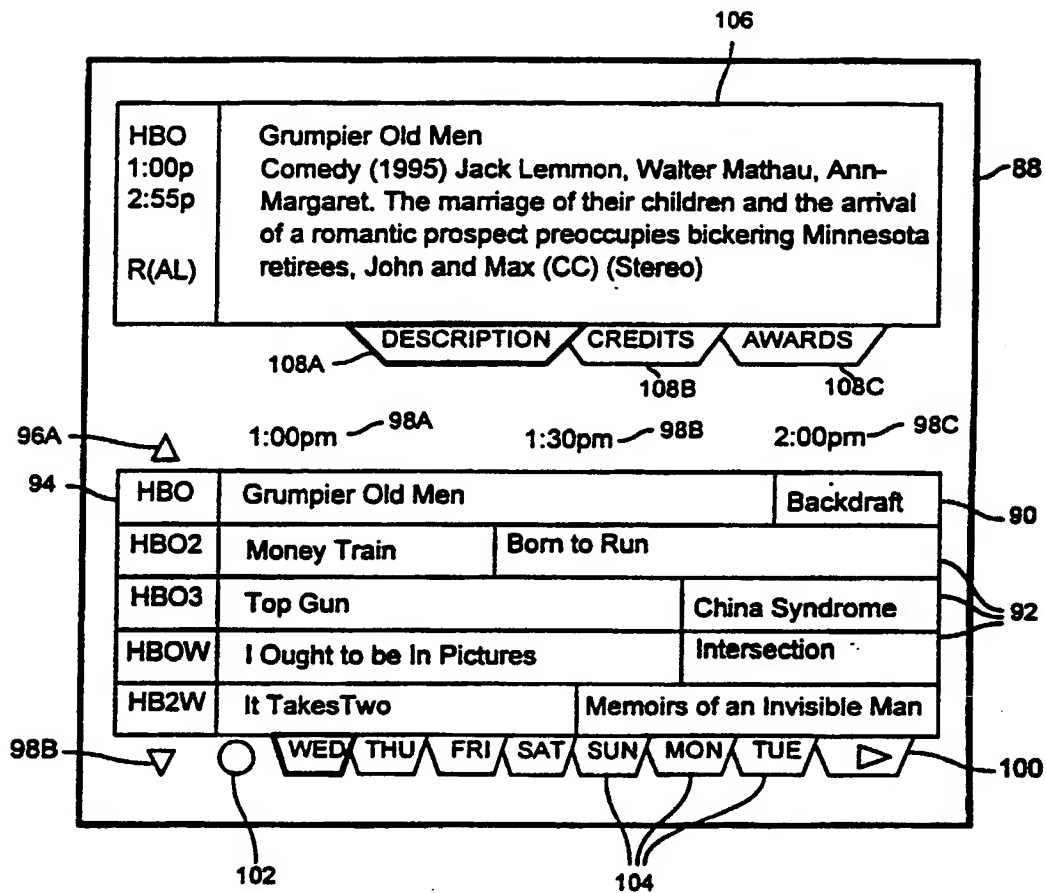 106
HBO
1:00p
2:55p
R(AL)
Grumpier Old Men
Comedy (1995) Jack Lemmon, Walter Mathau, Ann-
Margaret. The marriage of their children and the arrival
of a romantic prospect preoccupies bickering Minnesota
retirees, John and Max (CC) (Stereo)
88
DESCRIPTION CREDITS AWARDS
108A 108B 108C
96A 1:00pm 98A 1:30pm 98B 2:00pm 98C
94 HBO Grumpier Old Men Backdraft 90
HBO2 Money Train Born to Run
HBO3 Top Gun China Syndrome 92
HBOW I Ought to be In Pictures Intersection
HB2W It TakesTwo Memoirs of an Invisible Man
98B WED THU FRI SAT SUN MON TUE 100
102 104